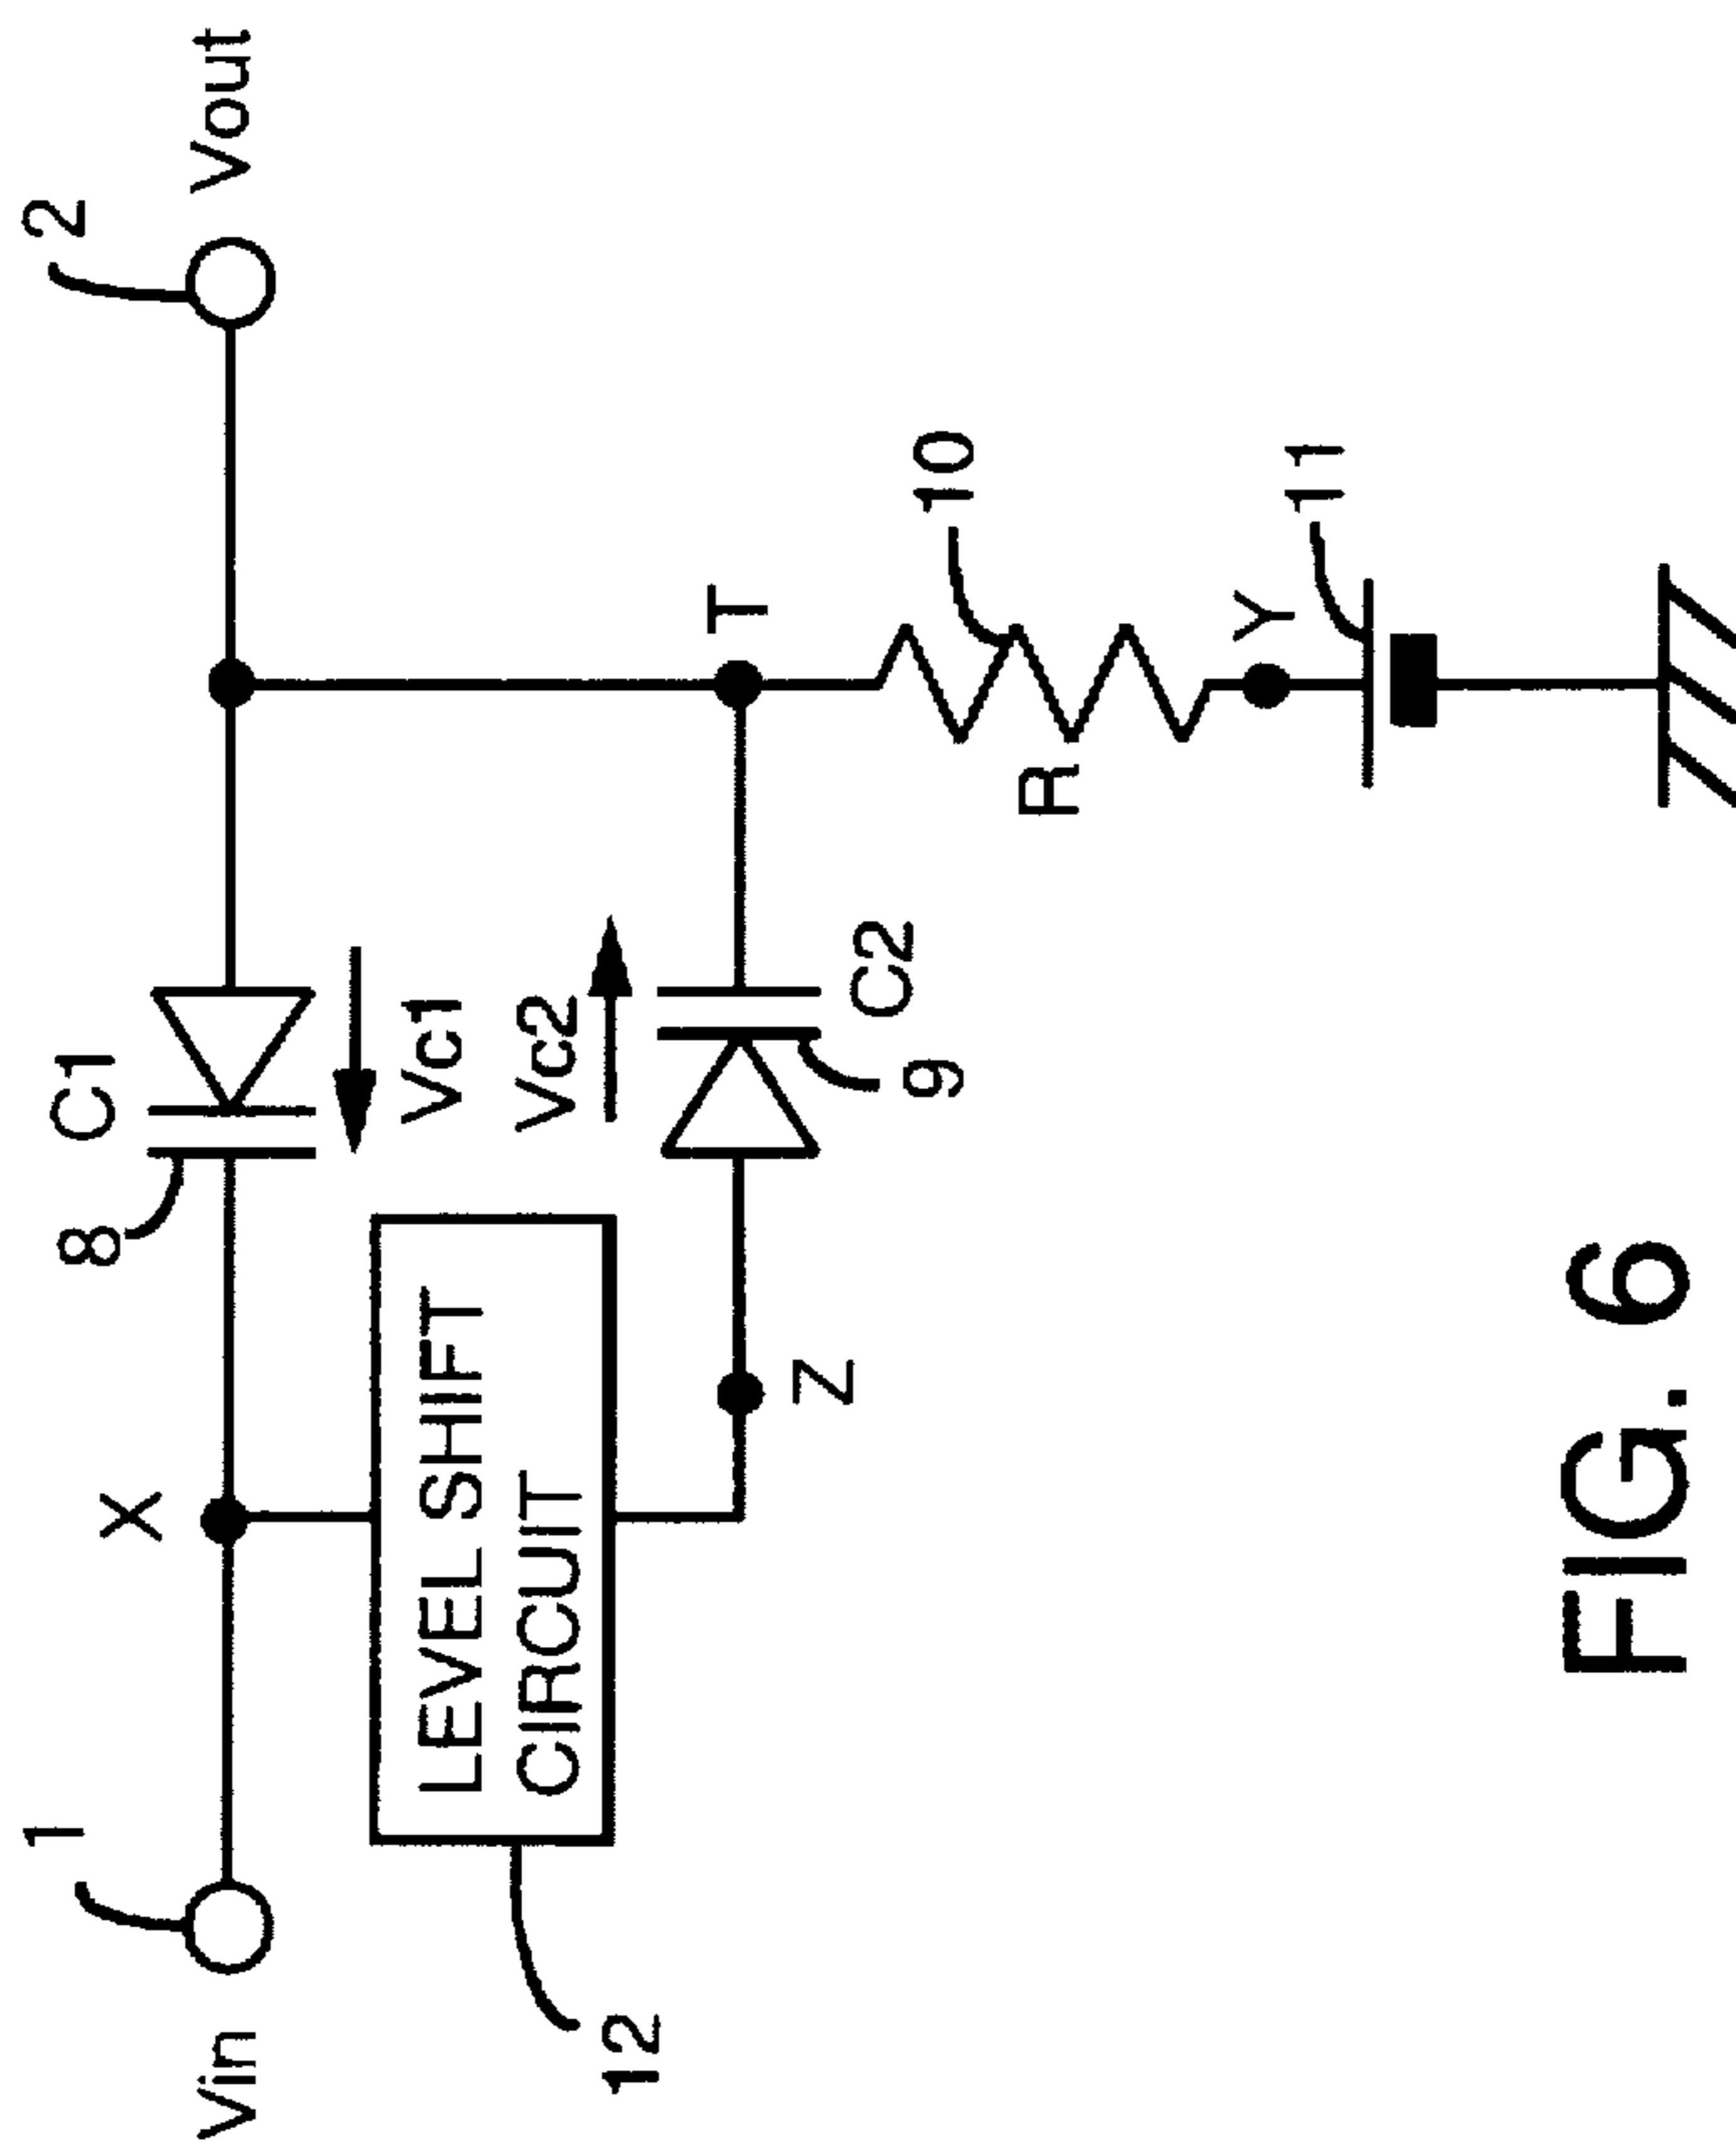 Vin
1
X
8
C1
2
Vout
12
LEVEL SHIFT
CIRCUIT
Vc1
Vc2
Z
9
C2
T
R
10
Y
11
FIG. 6